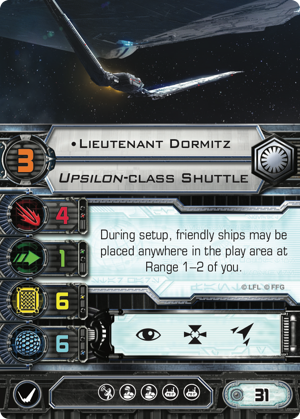 •Lieutenant Dormitz
3
Upsilon-class Shuttle
4
1
6
6
During setup, friendly ships may be
placed anywhere in the play area at
Range 1–2 of you.
© LFL © FFG
31